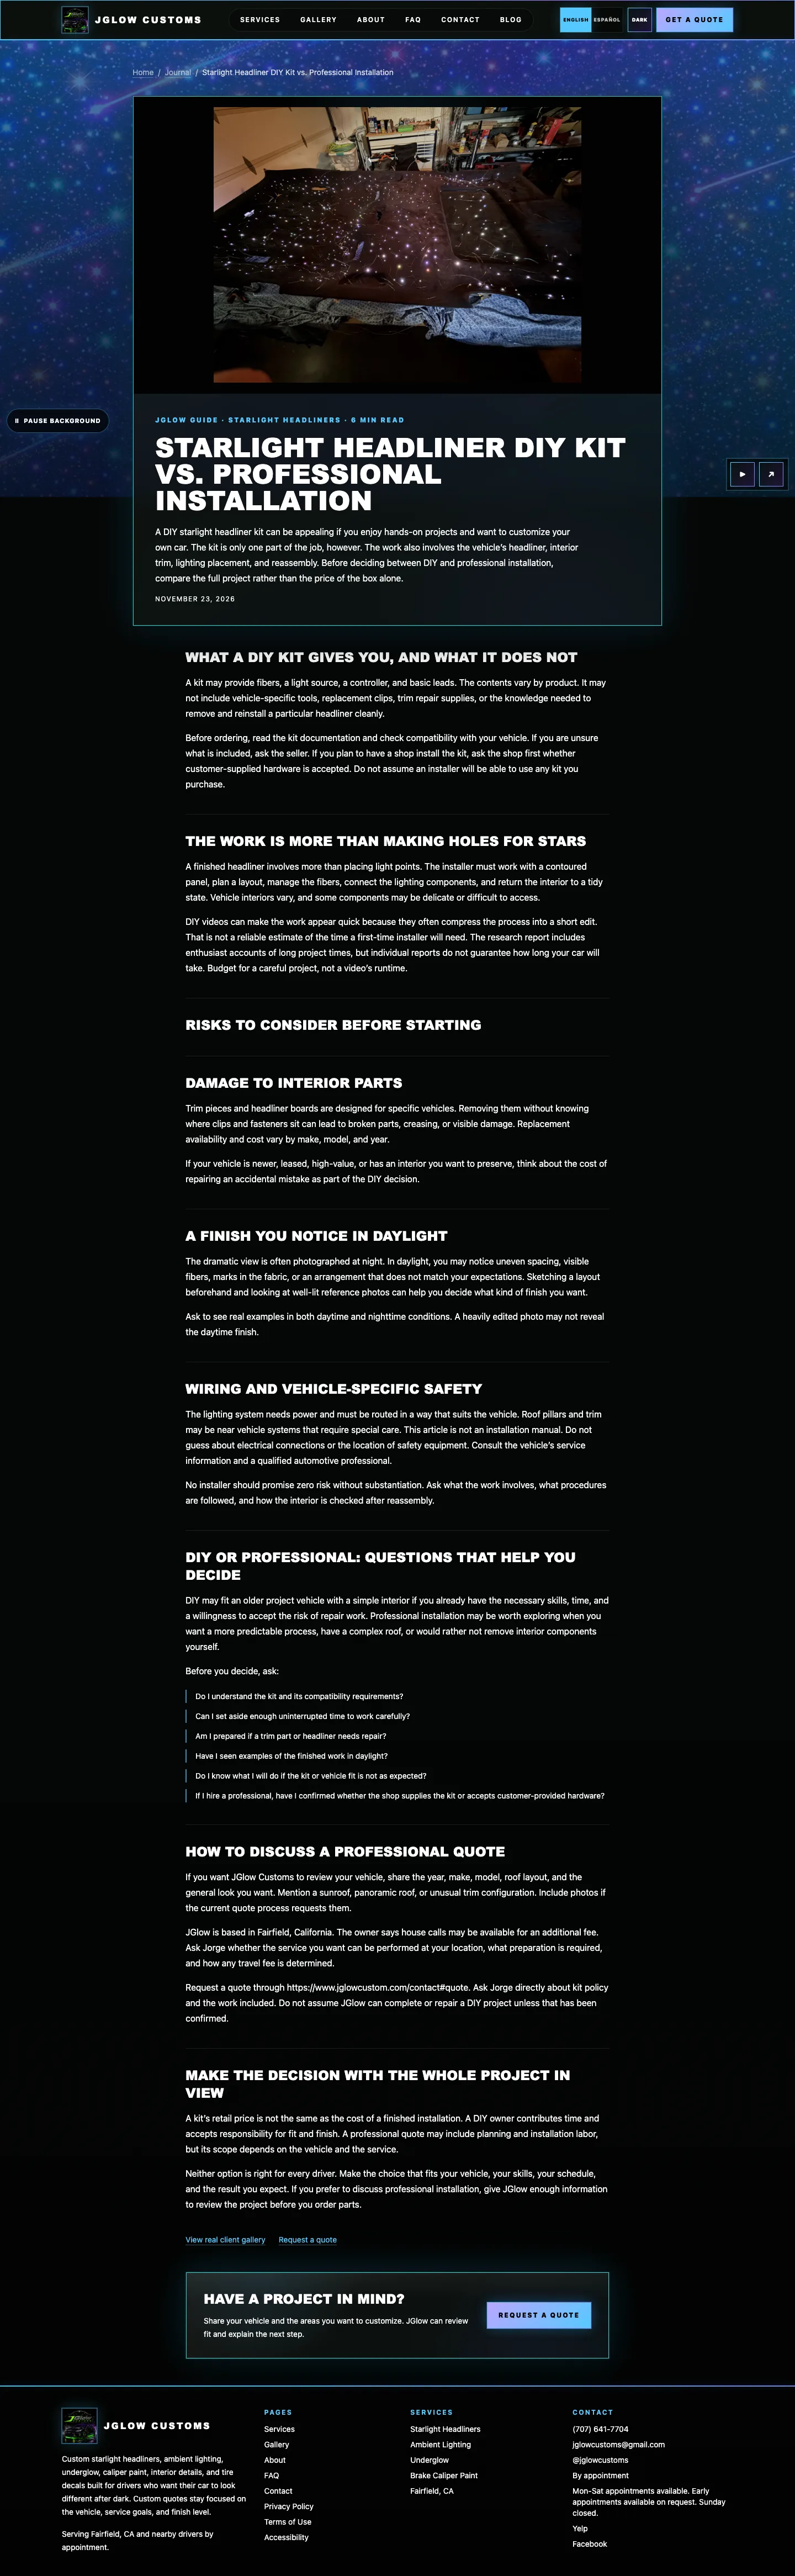 JGLOW CUSTOMS
SERVICES GALLERY ABOUT FAQ CONTACT BLOG
ENGLISH ESPAÑOL DARK GET A QUOTE
Home / Journal / Starlight Headliner DIY Kit vs. Professional Installation
PAUSE BACKGROUND
JGLOW GUIDE · STARLIGHT HEADLINERS · 6 MIN READ
STARLIGHT HEADLINER DIY KIT
VS. PROFESSIONAL
INSTALLATION
A DIY starlight headliner kit can be appealing if you enjoy hands-on projects and want to customize your
own car. The kit is only one part of the job, however. The work also involves the vehicle's headliner, interior
trim, lighting placement, and reassembly. Before deciding between DIY and professional installation,
compare the full project rather than the price of the box alone.
NOVEMBER 23, 2026
WHAT A DIY KIT GIVES YOU, AND WHAT IT DOES NOT
A kit may provide fibers, a light source, a controller, and basic leads. The contents vary by product. It may
not include vehicle-specific tools, replacement clips, trim repair supplies, or the knowledge needed to
remove and reinstall a particular headliner cleanly.
Before ordering, read the kit documentation and check compatibility with your vehicle. If you are unsure
what is included, ask the seller. If you plan to have a shop install the kit, ask the shop first whether
customer-supplied hardware is accepted. Do not assume an installer will be able to use any kit you
purchase.
THE WORK IS MORE THAN MAKING HOLES FOR STARS
A finished headliner involves more than placing light points. The installer must work with a contoured
panel, plan a layout, manage the fibers, connect the lighting components, and return the interior to a tidy
state. Vehicle interiors vary, and some components may be delicate or difficult to access.
DIY videos can make the work appear quick because they often compress the process into a short edit.
That is not a reliable estimate of the time a first-time installer will need. The research report includes
enthusiast accounts of long project times, but individual reports do not guarantee how long your car will
take. Budget for a careful project, not a video's runtime.
RISKS TO CONSIDER BEFORE STARTING
DAMAGE TO INTERIOR PARTS
Trim pieces and headliner boards are designed for specific vehicles. Removing them without knowing
where clips and fasteners sit can lead to broken parts, creasing, or visible damage. Replacement
availability and cost vary by make, model, and year.
If your vehicle is newer, leased, high-value, or has an interior you want to preserve, think about the cost of
repairing an accidental mistake as part of the DIY decision.
A FINISH YOU NOTICE IN DAYLIGHT
The dramatic view is often photographed at night. In daylight, you may notice uneven spacing, visible
fibers, marks in the fabric, or an arrangement that does not match your expectations. Sketching a layout
beforehand and looking at well-lit reference photos can help you decide what kind of finish you want.
Ask to see real examples in both daytime and nighttime conditions. A heavily edited photo may not reveal
the daytime finish.
WIRING AND VEHICLE-SPECIFIC SAFETY
The lighting system needs power and must be routed in a way that suits the vehicle. Roof pillars and trim
may be near vehicle systems that require special care. This article is not an installation manual. Do not
guess about electrical connections or the location of safety equipment. Consult the vehicle's service
information and a qualified automotive professional.
No installer should promise zero risk without substantiation. Ask what the work involves, what procedures
are followed, and how the interior is checked after reassembly.
DIY OR PROFESSIONAL: QUESTIONS THAT HELP YOU
DECIDE
DIY may fit an older project vehicle with a simple interior if you already have the necessary skills, time, and
a willingness to accept the risk of repair work. Professional installation may be worth exploring when you
want a more predictable process, have a complex roof, or would rather not remove interior components
yourself.
Before you decide, ask:
Do I understand the kit and its compatibility requirements?
Can I set aside enough uninterrupted time to work carefully?
Am I prepared if a trim part or headliner needs repair?
Have I seen examples of the finished work in daylight?
Do I know what I will do if the kit or vehicle fit is not as expected?
If I hire a professional, have I confirmed whether the shop supplies the kit or accepts customer-provided hardware?
HOW TO DISCUSS A PROFESSIONAL QUOTE
If you want JGlow Customs to review your vehicle, share the year, make, model, roof layout, and the
general look you want. Mention a sunroof, panoramic roof, or unusual trim configuration. Include photos if
the current quote process requests them.
JGlow is based in Fairfield, California. The owner says house calls may be available for an additional fee.
Ask Jorge whether the service you want can be performed at your location, what preparation is required,
and how any travel fee is determined.
Request a quote through https://www.jglowcustom.com/contact#quote. Ask Jorge directly about kit policy
and the work included. Do not assume JGlow can complete or repair a DIY project unless that has been
confirmed.
MAKE THE DECISION WITH THE WHOLE PROJECT IN
VIEW
A kit's retail price is not the same as the cost of a finished installation. A DIY owner contributes time and
accepts responsibility for fit and finish. A professional quote may include planning and installation labor,
but its scope depends on the vehicle and the service.
Neither option is right for every driver. Make the choice that fits your vehicle, your skills, your schedule,
and the result you expect. If you prefer to discuss professional installation, give JGlow enough information
to review the project before you order parts.
View real client gallery Request a quote
HAVE A PROJECT IN MIND?
Share your vehicle and the areas you want to customize. JGlow can review
fit and explain the next step.
REQUEST A QUOTE
JGLOW CUSTOMS
Custom starlight headliners, ambient lighting,
underglow, caliper paint, interior details, and tire
decals built for drivers who want their car to look
different after dark. Custom quotes stay focused on
the vehicle, service goals, and finish level.
Serving Fairfield, CA and nearby drivers by
appointment.
PAGES
Services
Gallery
About
FAQ
Contact
Privacy Policy
Terms of Use
Accessibility
SERVICES
Starlight Headliners
Ambient Lighting
Underglow
Brake Caliper Paint
Fairfield, CA
CONTACT
(707) 641-7704
jglowcustoms@gmail.com
@jglowcustoms
By appointment
Mon-Sat appointments available. Early
appointments available on request. Sunday
closed.
Yelp
Facebook